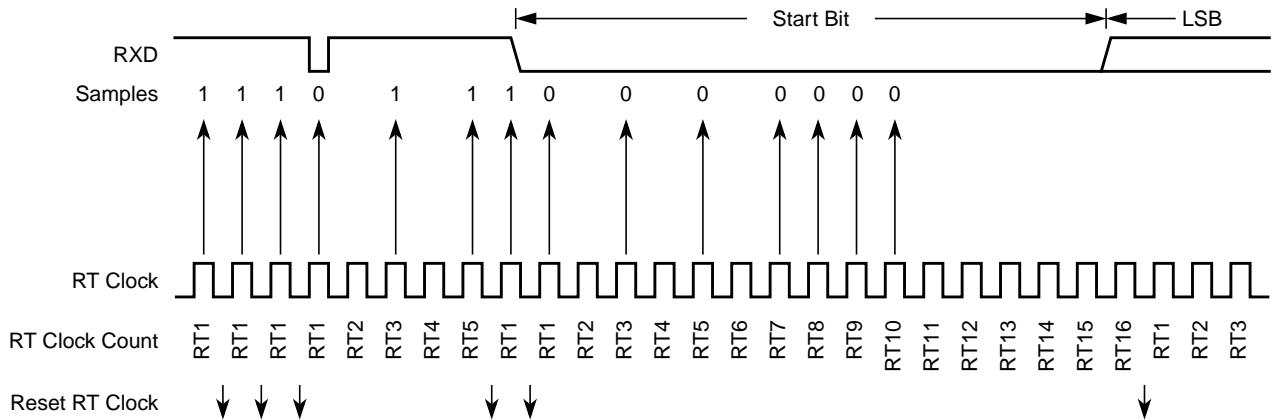 Start Bit LSB
RXD
Samples 1 1 1 0 1 1 1 0 0 0 0 0 0 0
RT Clock
RT Clock Count RT1 RT1 RT1 RT1 RT2 RT3 RT4 RT5 RT1 RT1 RT2 RT3 RT4 RT5 RT6 RT7 RT8 RT9 RT10 RT11 RT12 RT13 RT14 RT15 RT16 RT1 RT2 RT3
Reset RT Clock